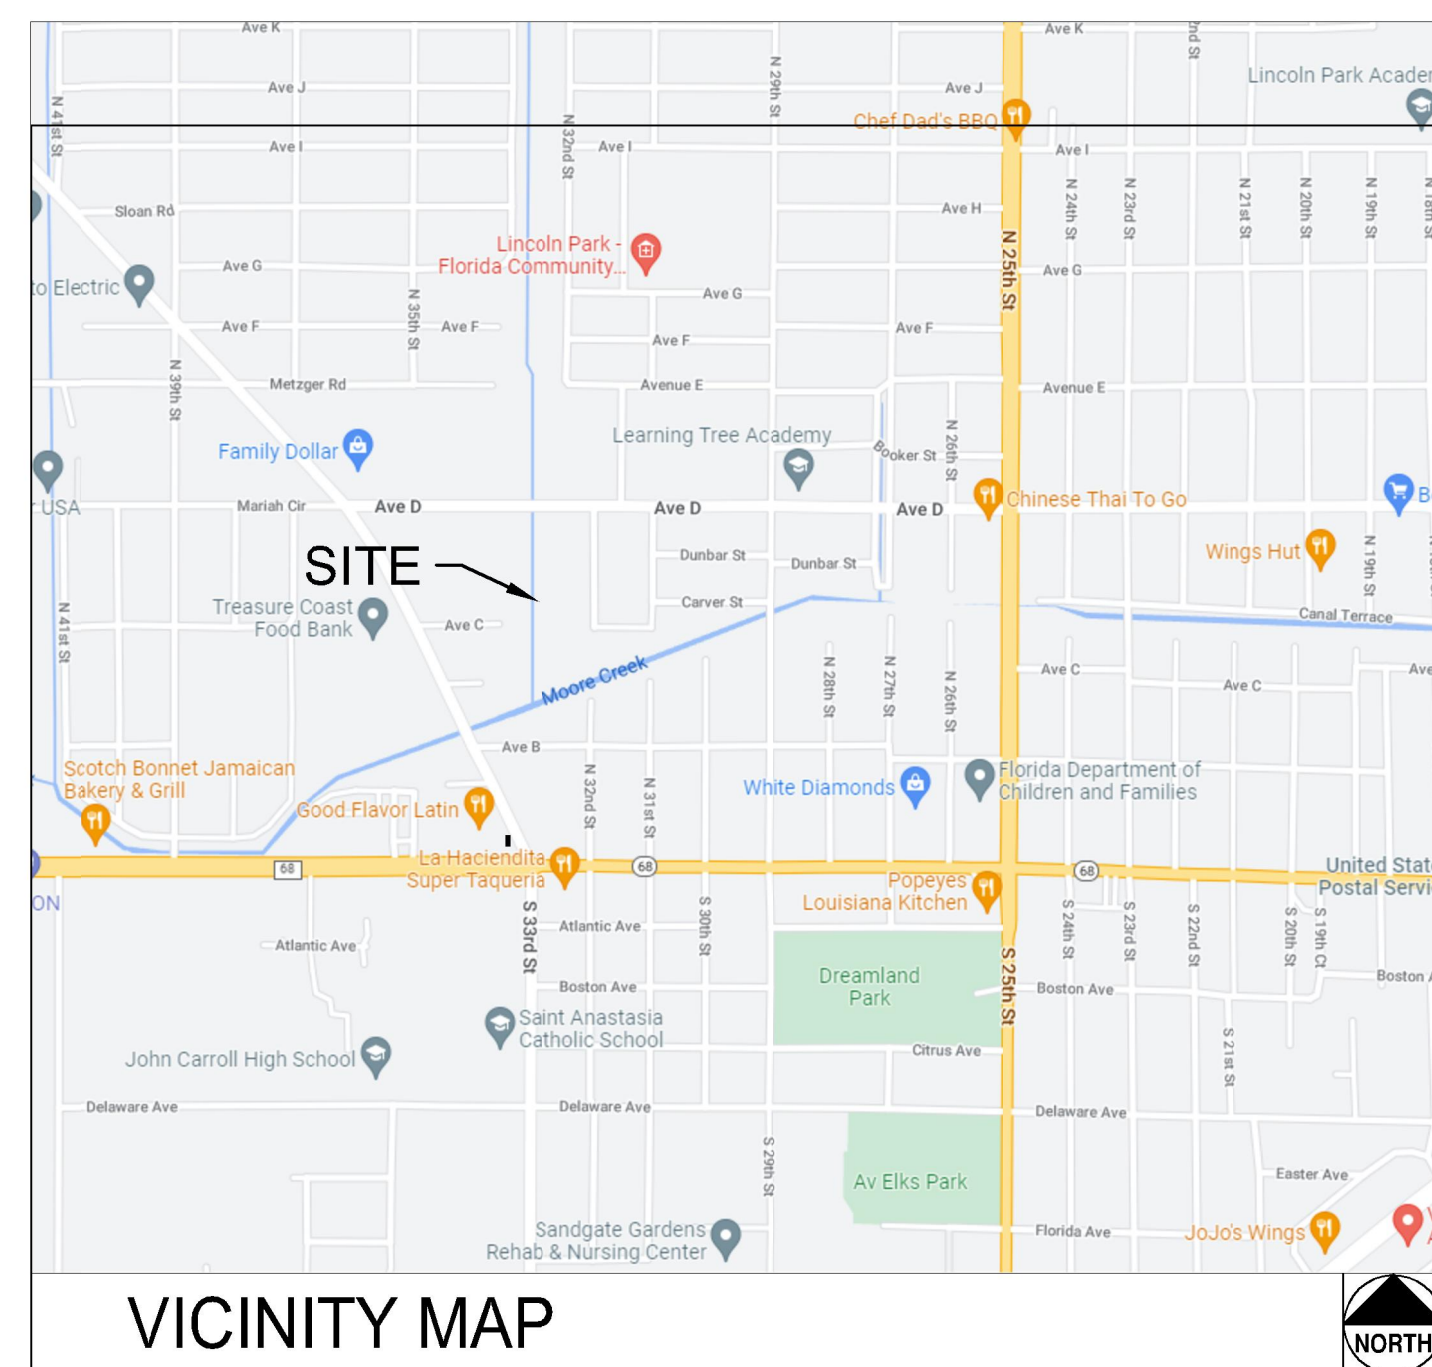 Ave K
Ave K
2nd St
Ave J
N 29th St
Ave J
Lincoln Park Acade
N 41st St
Chef Dad's BBQ
N 32nd St
Ave I
Ave I
Ave I
Sloan Rd
Ave H
N 24th St
N 23rd St
N 21st St
N 20th St
N 19th St
N 18th St
Lincoln Park -
Florida Community...
N 25th St
Ave G
Ave G
to Electric
Ave G
N 35th St
Ave F
Ave F
Ave F
Ave F
N 39th St
Metzger Rd
Avenue E
Avenue E
Family Dollar
Learning Tree Academy
Booker St
N 26th St
USA
Mariah Cir
Ave D
Ave D
Ave D
Chinese Thai To Go
SITE
Dunbar St
Dunbar St
Wings Hut
N 19th St
Treasure Coast
Food Bank
Carver St
Canal Terrace
N 41st St
Ave C
Moore Creek
N 28th St
N 27th St
N 26th St
Ave C
Ave C
Ave
Ave B
Scotch Bonnet Jamaican
Bakery & Grill
Good Flavor Latin
N 32nd St
N 31st St
White Diamonds
Florida Department of
Children and Families
68
La Haciendita
Super Taqueria
68
Popeyes
Louisiana Kitchen
68
United Stat
Postal Servi
ON
S 33rd St
Atlantic Ave
Atlantic Ave
S 30th St
S 24th St
S 23rd St
S 22nd St
S 20th St
S 19th Ct
Dreamland
Park
S 25th St
Boston Ave
Boston Ave
Boston
Saint Anastasia
Catholic School
John Carroll High School
Citrus Ave
S 21st St
Delaware Ave
Delaware Ave
Delaware Ave
S 29th St
Av Elks Park
Easter Ave
Sandgate Gardens
Rehab & Nursing Center
Florida Ave
JoJo's Wings
VICINITY MAP
NORTH